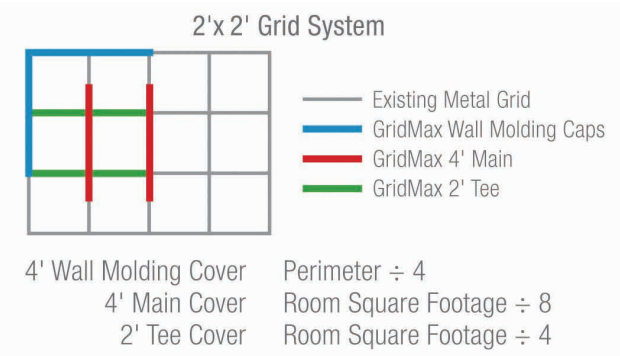 2'x 2' Grid System
Existing Metal Grid
GridMax Wall Molding Caps
GridMax 4' Main
GridMax 2' Tee
4' Wall Molding Cover Perimeter ÷ 4
4' Main Cover Room Square Footage ÷ 8
2' Tee Cover Room Square Footage ÷ 4